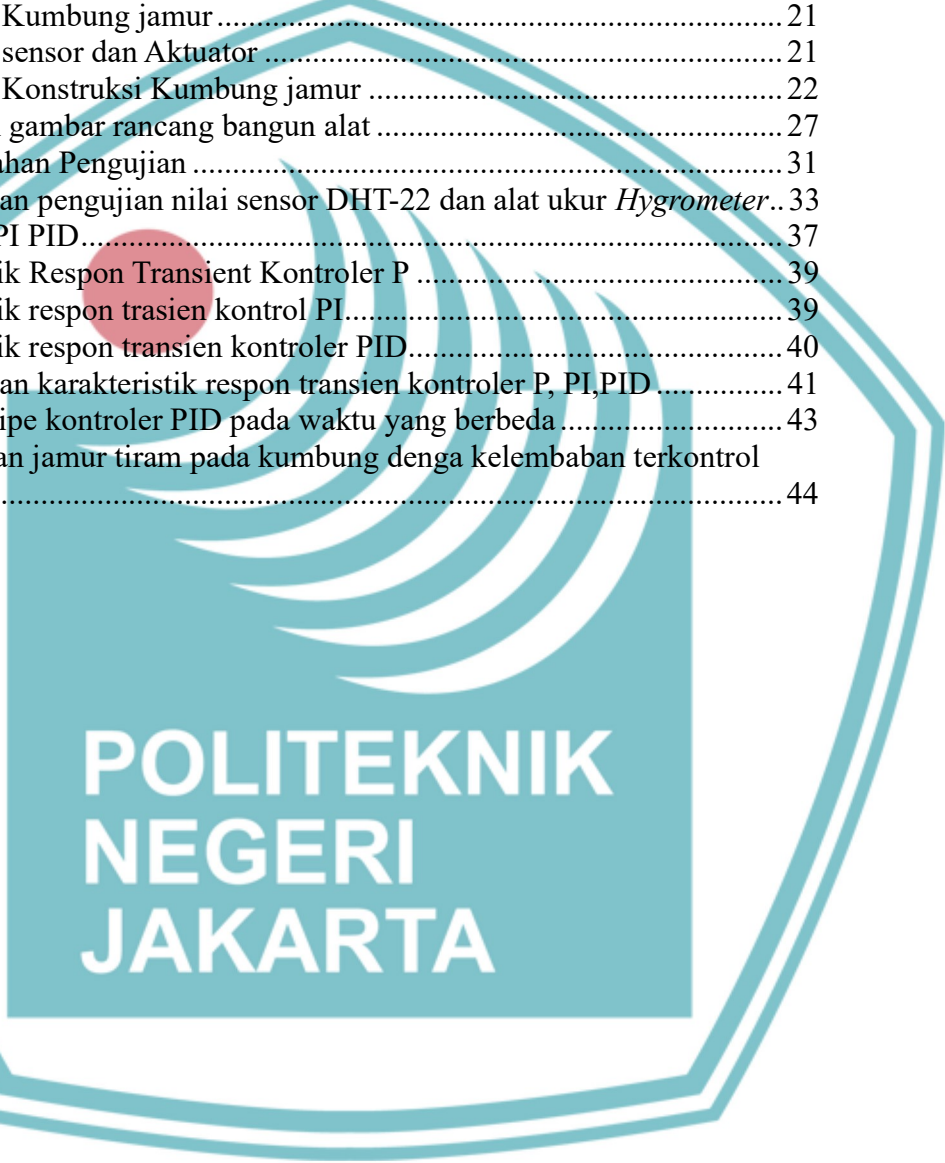 Kumbung jamur........................................................................ 21
sensor dan Aktuator.................................................................. 21
Konstruksi Kumbung jamur..................................................... 22
gambar rancang bangun alat.................................................... 27
ahan Pengujian........................................................................... 31
an pengujian nilai sensor DHT-22 dan alat ukur Hygrometer.. 33
PI PID......................................................................................... 37
ik Respon Transient Kontroler P.............................................. 39
ik respon trasien kontrol PI....................................................... 39
ik respon transien kontroler PID............................................... 40
an karakteristik respon transien kontroler P, PI,PID................ 41
ipe kontroler PID pada waktu yang berbeda............................ 43
an jamur tiram pada kumbung denga kelembaban terkontrol
.................................................................................................. 44
POLITEKNIK
NEGERI
JAKARTA